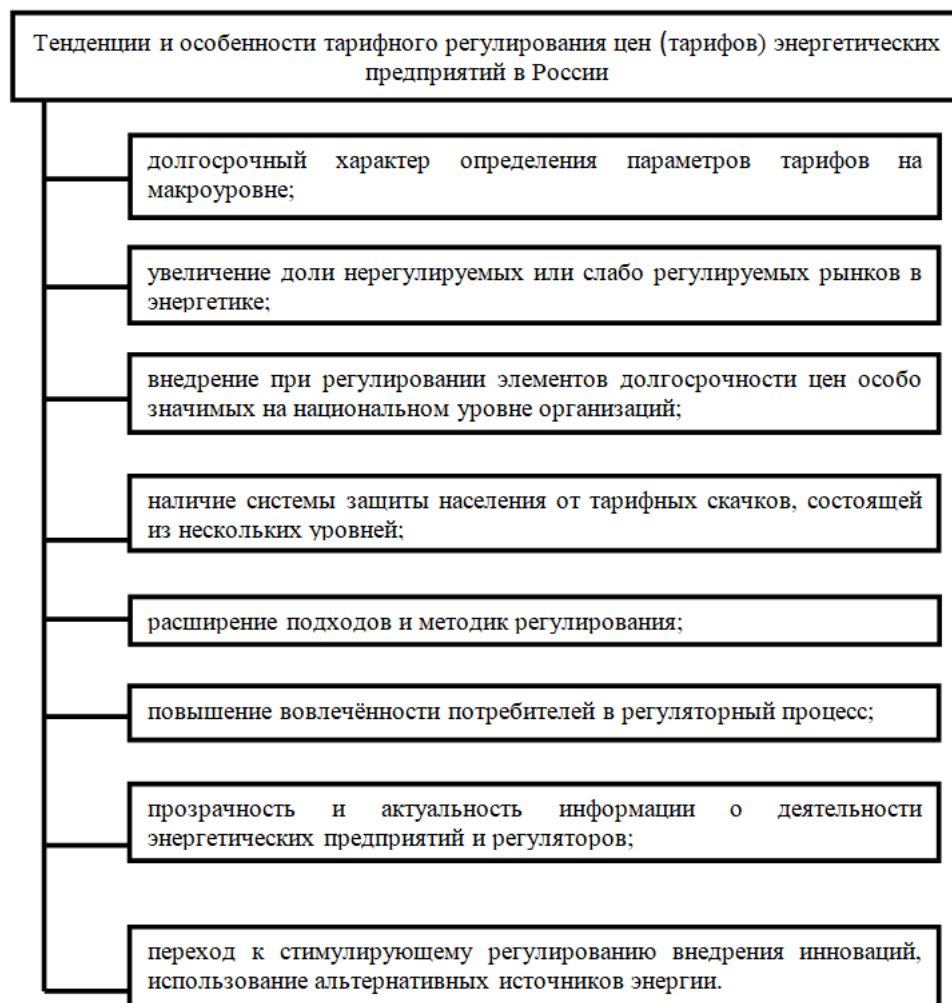 Тенденции и особенности тарифного регулирования цен (тарифов) энергетических
предприятий в России
долгосрочный характер определения параметров тарифов на
макроуровне;
увеличение доли нерегулируемых или слабо регулируемых рынков в
энергетике;
внедрение при регулировании элементов долгосрочности цен особо
значимых на национальном уровне организаций;
наличие системы защиты населения от тарифных скачков, состоящей
из нескольких уровней;
расширение подходов и методик регулирования;
повышение вовлечённости потребителей в регуляторный процесс;
прозрачность и актуальность информации о деятельности
энергетических предприятий и регуляторов;
переход к стимулирующему регулированию внедрения инноваций,
использование альтернативных источников энергии.